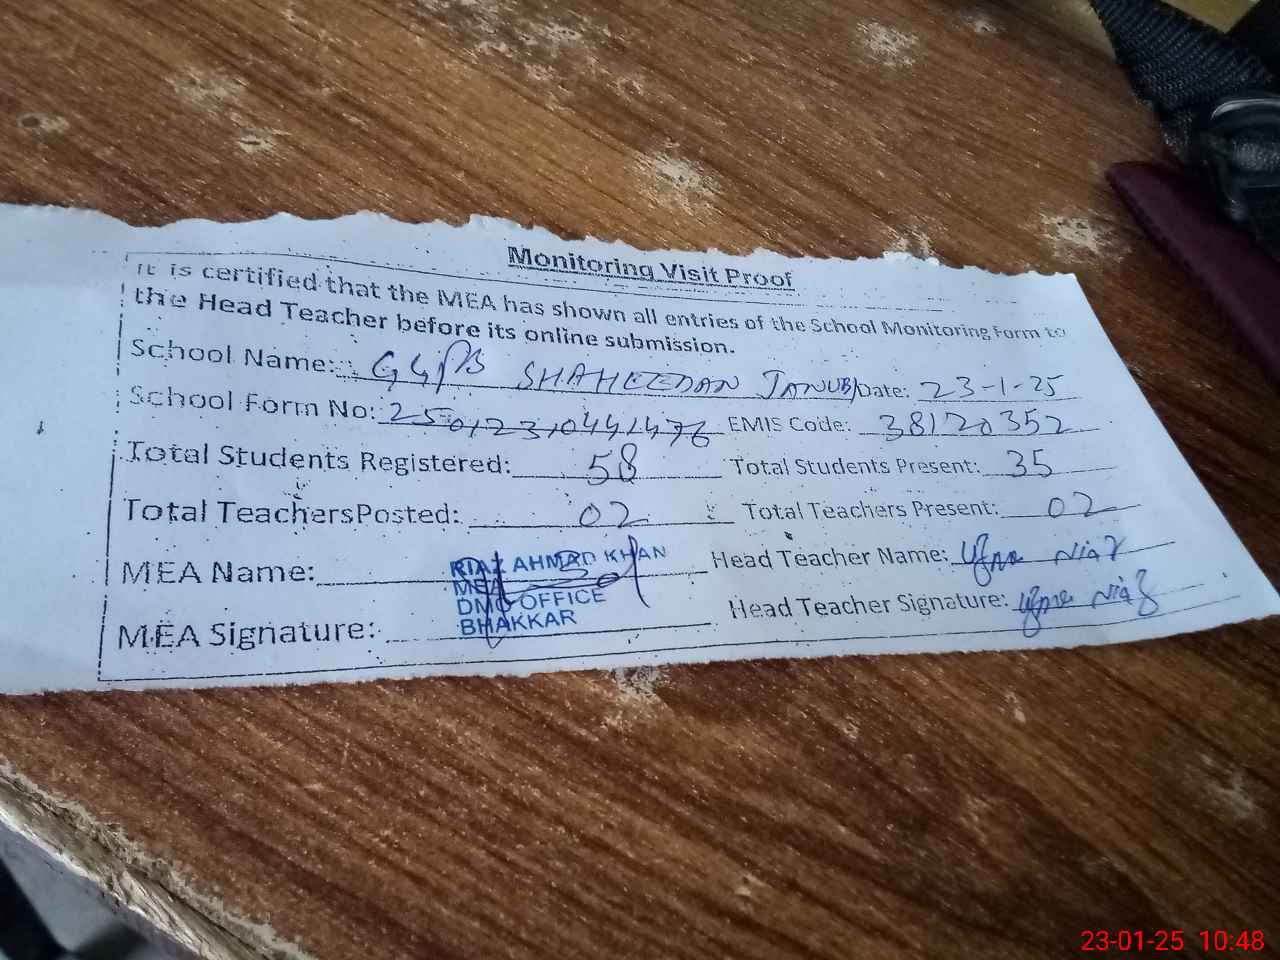 Monitoring Visit Proof
It is certified that the MEA has shown all entries of the School Monitoring Form to
the Head Teacher before its online submission.
School Name: GGPS SHAHEEDAN JANUBI Date: 23-1-25
School Form No: EMIS Code: 38120352
Total Students Registered: 58 Total Students Present: 35
Total Teachers Posted: 02 Total Teachers Present: 02
MEA Name: RIAZ AHMAD KHAN Head Teacher Name: Niaz
MEA
DMO OFFICE
MEA Signature: BHAKKAR Head Teacher Signature: Niaz
23-01-25 10:48